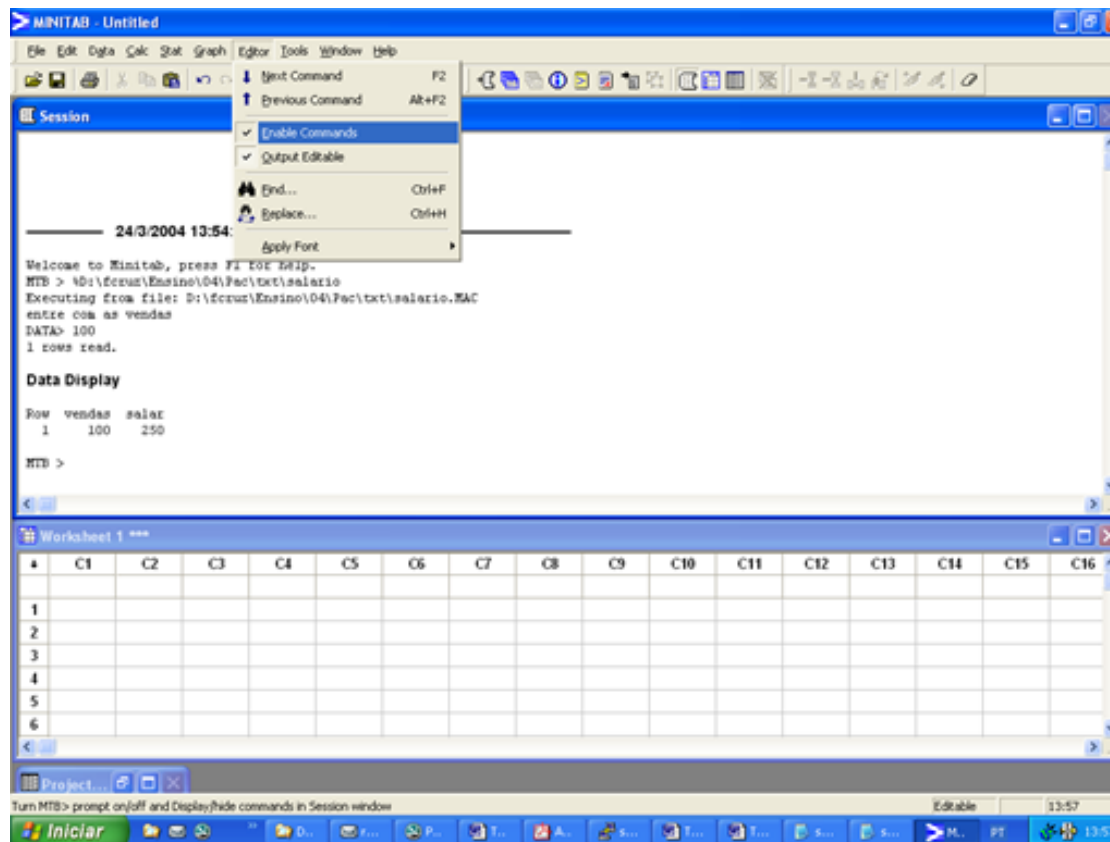 MINITAB - Untitled
File Edit Data Calc Stat Graph Editor Tools Window Help
Next Command F2
Previous Command Alt+F2
Enable Commands
Output Editable
Find... Ctrl+F
Replace... Ctrl+H
Apply Font
Session
24/3/2004 13:54:
Welcome to Minitab, press F1 for help.
MTB > %D:\fcruz\Ensino\04\Pac\txt\salario
Executing from file: D:\fcruz\Ensino\04\Pac\txt\salario.MAC
entre com as vendas
DATA> 100
1 rows read.
Data Display
Row vendas salar
1 100 250
MTB >
Worksheet 1 ***
C1 C2 C3 C4 C5 C6 C7 C8 C9 C10 C11 C12 C13 C14 C15 C16
1
2
3
4
5
6
Project...
Turn MTB> prompt on/off and Display/hide commands in Session window Editable 13:57
Iniciar D.. r... P... T.. A.. s... T... T... s... s... M.. PT 13:5